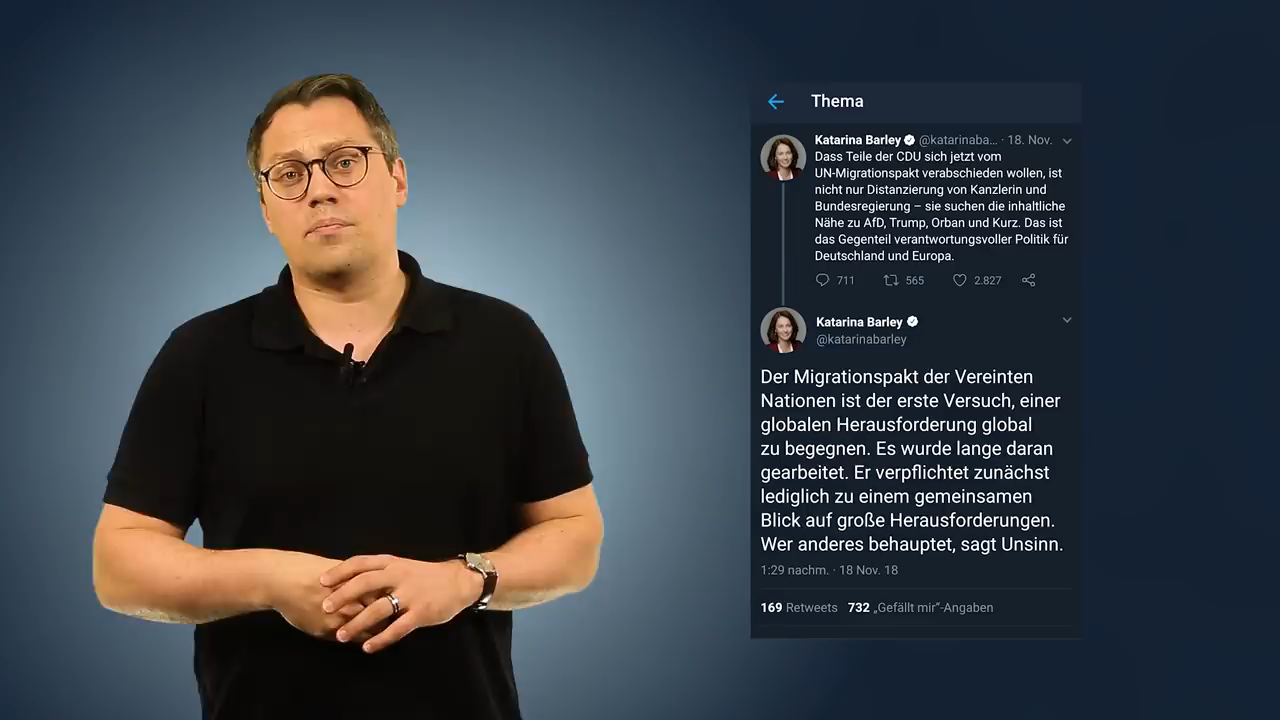 Thema
Katarina Barley @katarinaba... · 18. Nov.
Dass Teile der CDU sich jetzt vom
UN-Migrationspakt verabschieden wollen, ist
nicht nur Distanzierung von Kanzlerin und
Bundesregierung – sie suchen die inhaltliche
Nähe zu AfD, Trump, Orban und Kurz. Das ist
das Gegenteil verantwortungsvoller Politik für
Deutschland und Europa.
711 565 2.827
Katarina Barley
@katarinabarley
Der Migrationspakt der Vereinten
Nationen ist der erste Versuch, einer
globalen Herausforderung global
zu begegnen. Es wurde lange daran
gearbeitet. Er verpflichtet zunächst
lediglich zu einem gemeinsamen
Blick auf große Herausforderungen.
Wer anderes behauptet, sagt Unsinn.
1:29 nachm. · 18 Nov. 18
169 Retweets 732 „Gefällt mir"-Angaben